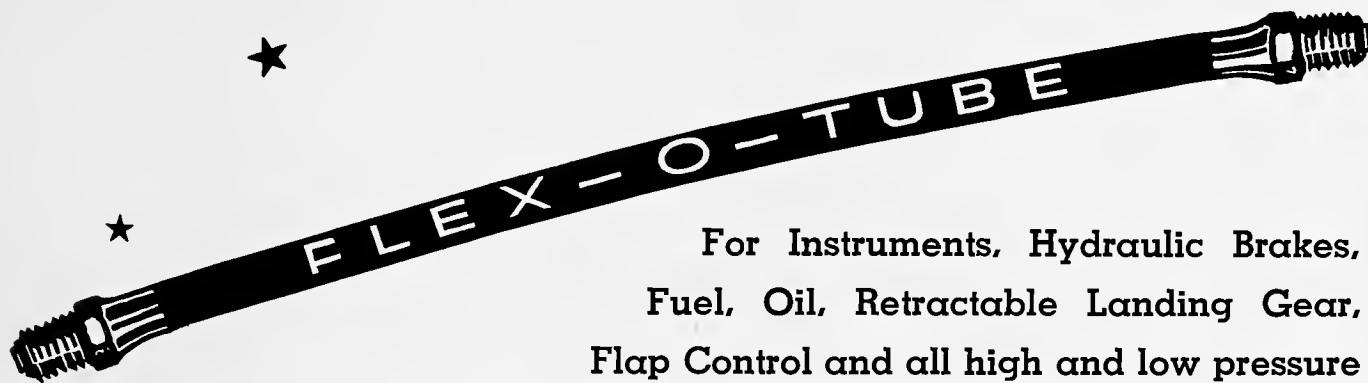 FLEX-O-TUBE
For Instruments, Hydraulic Brakes,
Fuel, Oil, Retractable Landing Gear,
Flap Control and all high and low pressure